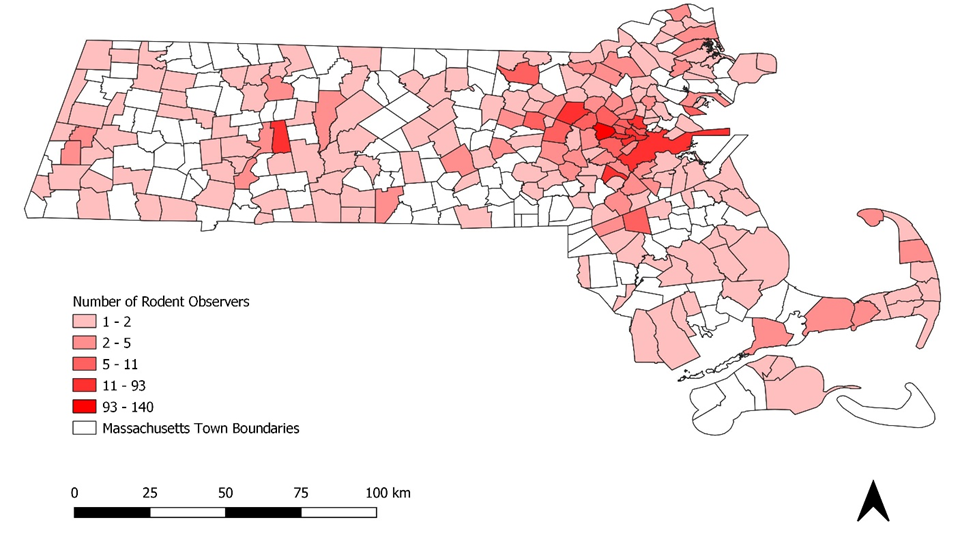 Number of Rodent Observers
1 - 2
2 - 5
5 - 11
11 - 93
93 - 140
Massachusetts Town Boundaries
0 25 50 75 100 km